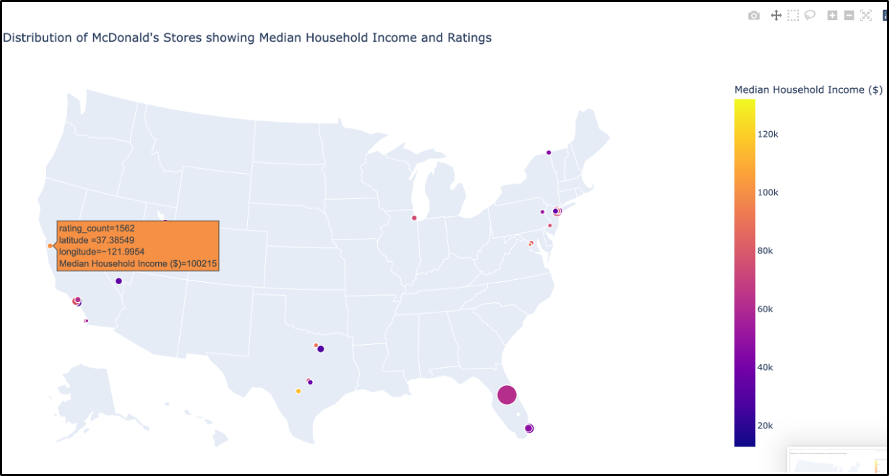 Distribution of McDonald's Stores showing Median Household Income and Ratings
Median Household Income ($)
120k
100k
80k
60k
40k
20k
rating_count=1562
latitude =37.38549
longitude=−121.9954
Median Household Income ($)=100215